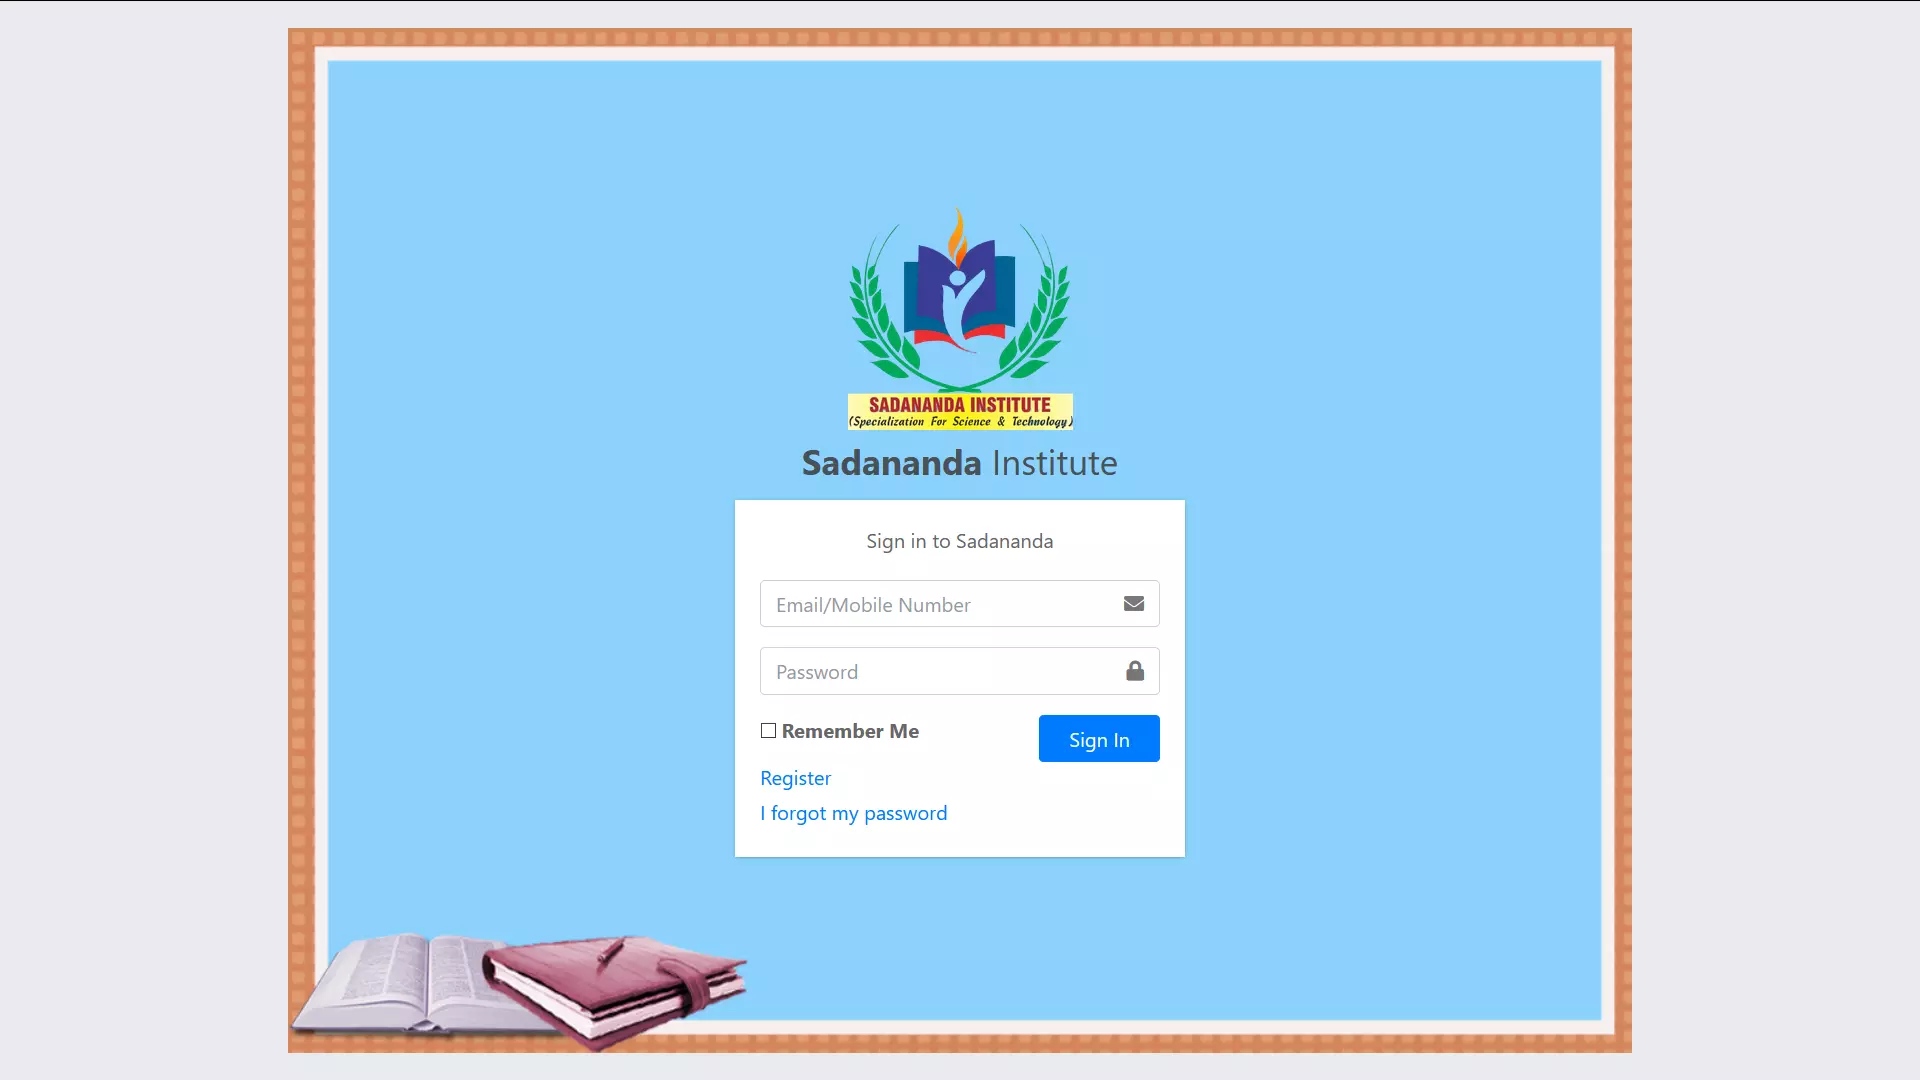 SADANANDA INSTITUTE
(Specialization For Science & Technology)
Sadananda Institute
Sign in to Sadananda
Email/Mobile Number
Password
Remember Me
Sign In
Register
I forgot my password